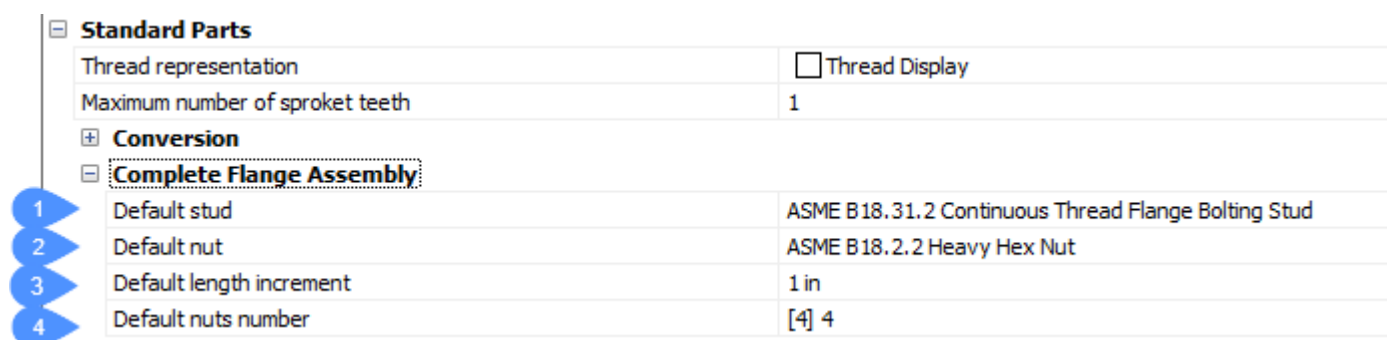 Standard Parts
Thread representation Thread Display
Maximum number of sproket teeth 1
Conversion
Complete Flange Assembly
1 Default stud ASME B18.31.2 Continuous Thread Flange Bolting Stud
2 Default nut ASME B18.2.2 Heavy Hex Nut
3 Default length increment 1 in
4 Default nuts number [4] 4